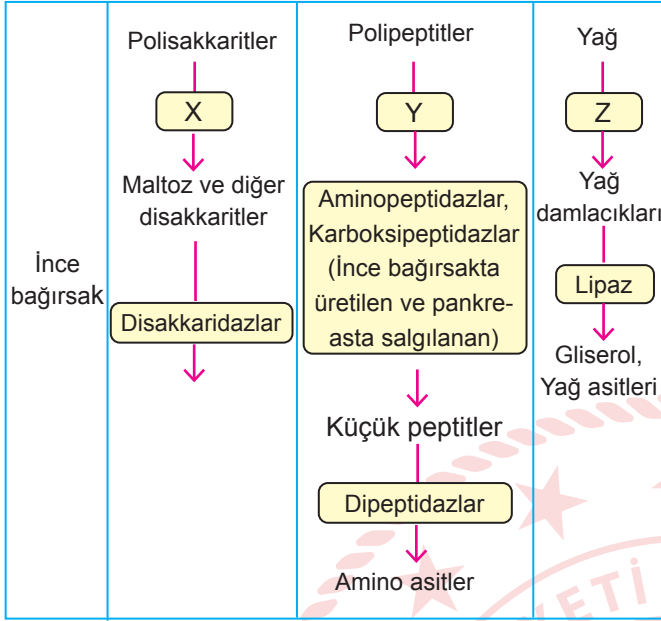 İnce
bağırsak
Polisakkaritler
X
Maltoz ve diğer
disakkaritler
Disakkaridazlar
Polipeptitler
Y
Aminopeptidazlar,
Karboksipeptidazlar
(İnce bağırsakta
üretilen ve pankre-
asta salgılanan)
Küçük peptitler
Dipeptidazlar
Amino asitler
Yağ
Z
Yağ
damlacıkları
Lipaz
Gliserol,
Yağ asitleri
YETİ